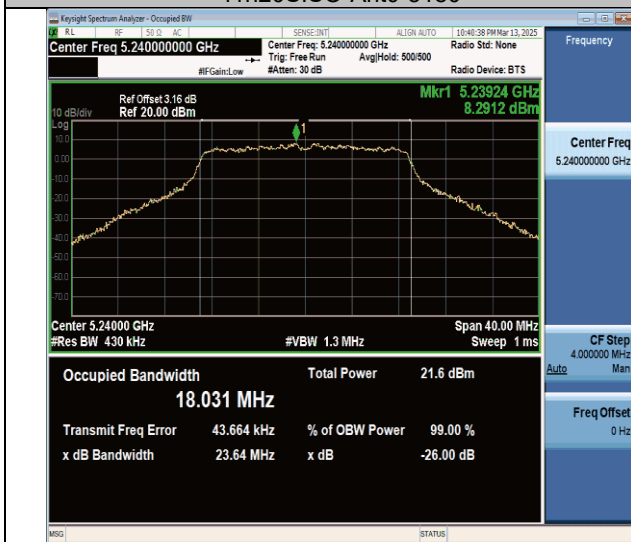 Keysight Spectrum Analyzer - Occupied BW
RL RF 50 Ω AC SENSE:INT ALIGN AUTO 10:40:38 PM Mar 13, 2025
Center Freq 5.240000000 GHz
Center Freq: 5.240000000 GHz Radio Std: None
Trig: Free Run Avg|Hold: 500/500
#IFGain:Low #Atten: 30 dB Radio Device: BTS
Ref Offset 3.16 dB
10 dB/div Ref 20.00 dBm
Mkr1 5.23924 GHz
8.2912 dBm
Log
10.0
0.00
-10.0
-20.0
-30.0
-40.0
-50.0
-60.0
-70.0
1
Center 5.24000 GHz Span 40.00 MHz
#Res BW 430 kHz #VBW 1.3 MHz Sweep 1 ms
Occupied Bandwidth Total Power 21.6 dBm
18.031 MHz
Transmit Freq Error 43.664 kHz % of OBW Power 99.00 %
x dB Bandwidth 23.64 MHz x dB -26.00 dB
MSG STATUS
Frequency
Center Freq
5.240000000 GHz
CF Step
4.000000 MHz
Auto Man
Freq Offset
0 Hz